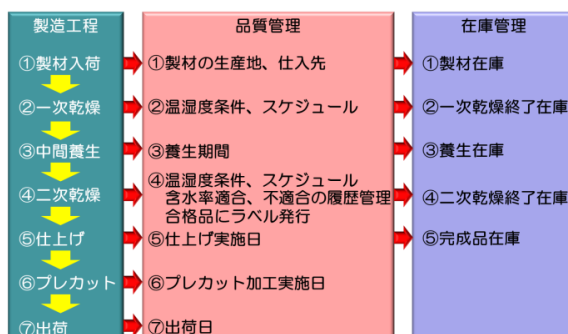 製造工程
①製材入荷
②一次乾燥
③中間養生
④二次乾燥
⑤仕上げ
⑥プレカット
⑦出荷
品質管理
①製材の生産地、仕入先
②温湿度条件、スケジュール
③養生期間
④温湿度条件、スケジュール
含水率適合、不適合の履歴管理
合格品にラベル発行
⑤仕上げ実施日
⑥プレカット加工実施日
⑦出荷日
在庫管理
①製材在庫
②一次乾燥終了在庫
③養生在庫
④二次乾燥終了在庫
⑤完成品在庫